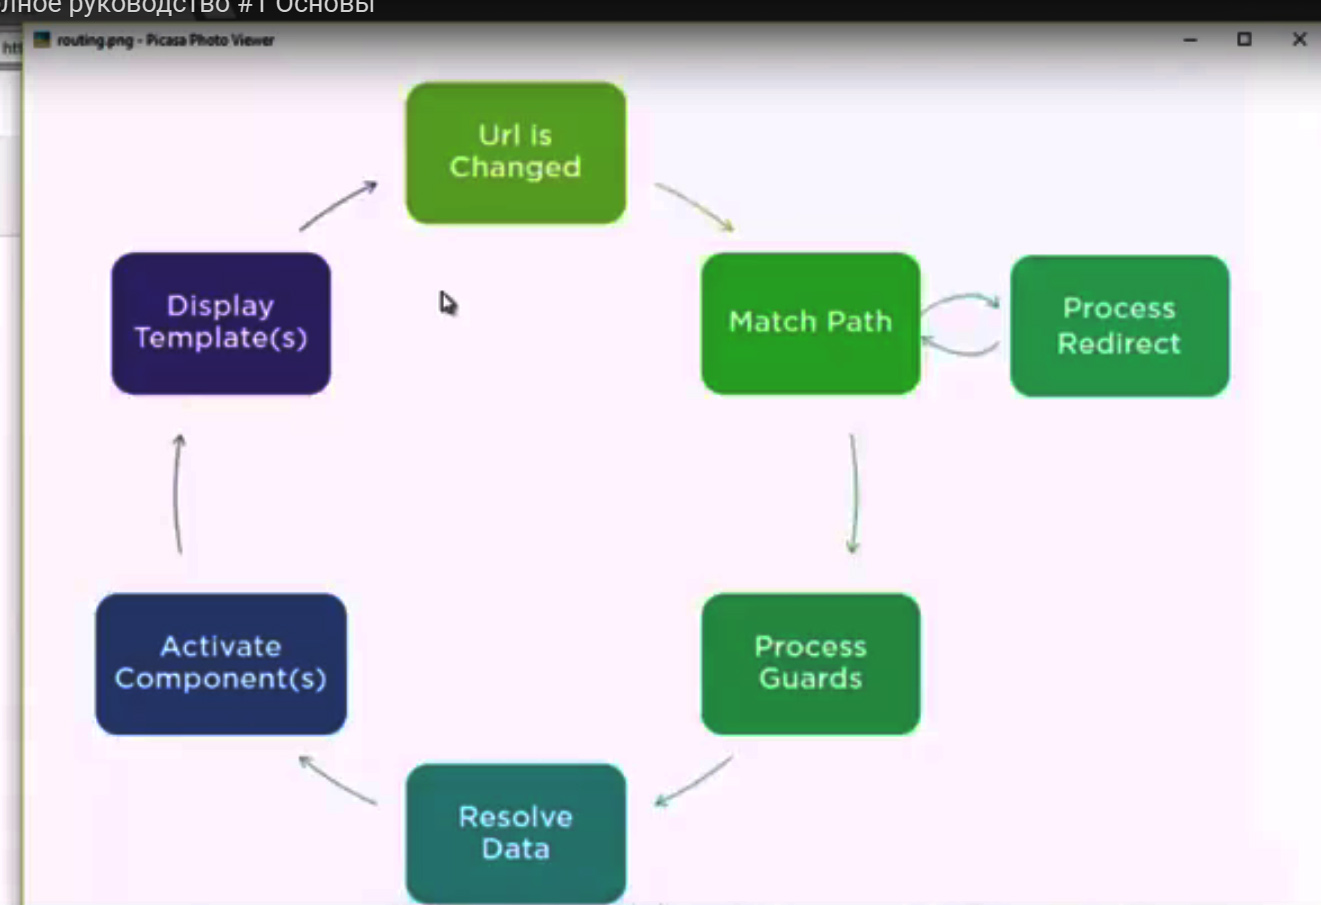 руководство #1 Основы
routing.png - Picasa Photo Viewer
Url is
Changed
Display
Template(s)
Match Path
Process
Redirect
Activate
Component(s)
Process
Guards
Resolve
Data